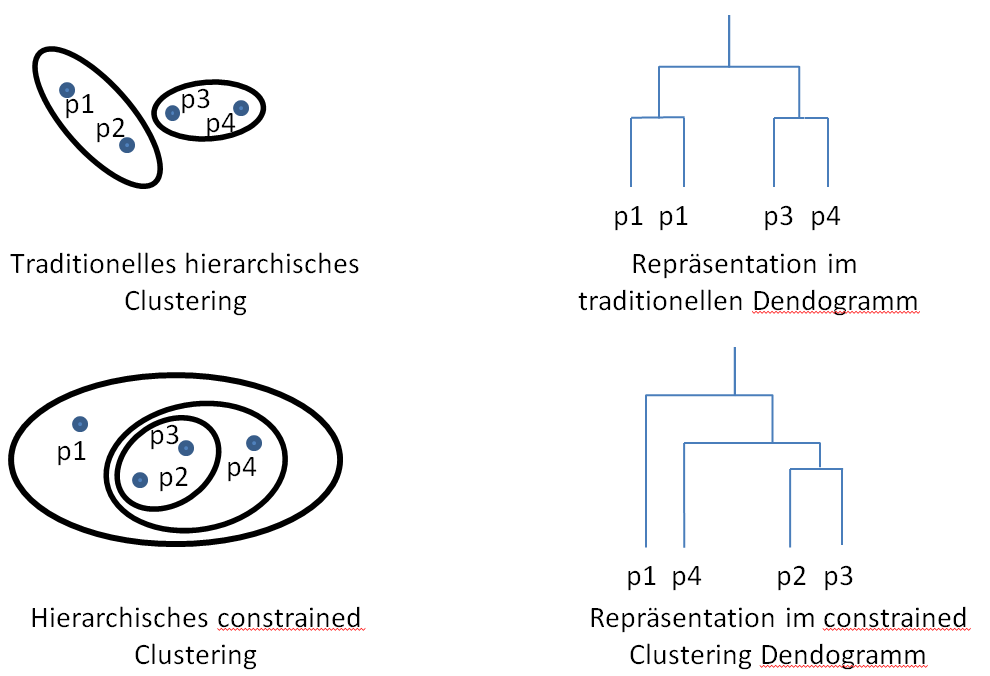 p1
p2
p3
p4
p1 p1 p3 p4
Traditionelles hierarchisches
Clustering
Repräsentation im
traditionellen Dendogramm
p1
p3
p2
p4
p1 p4 p2 p3
Hierarchisches constrained
Clustering
Repräsentation im constrained
Clustering Dendogramm